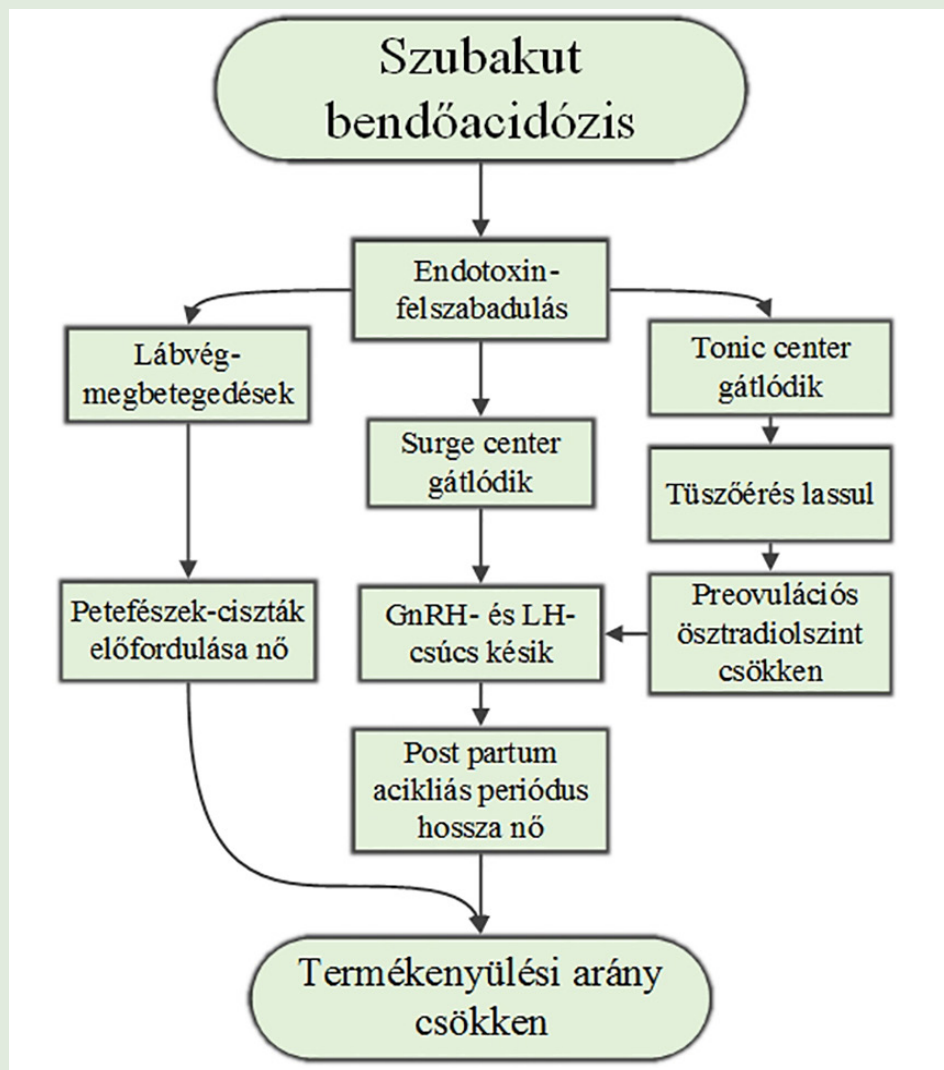 Szubakut
bendőacidózis
Endotoxin-
felszabadulás
Lábvég-
megbetegedések
Tonic center
gátlódik
Surge center
gátlódik
Tüszőérés lassul
Petefészek-ciszták
előfordulása nő
GnRH- és LH-
csúcs késik
Preovulációs
ösztradiolszint
csökken
Post partum
acikliás periódus
hossza nő
Termékenyülési arány
csökken